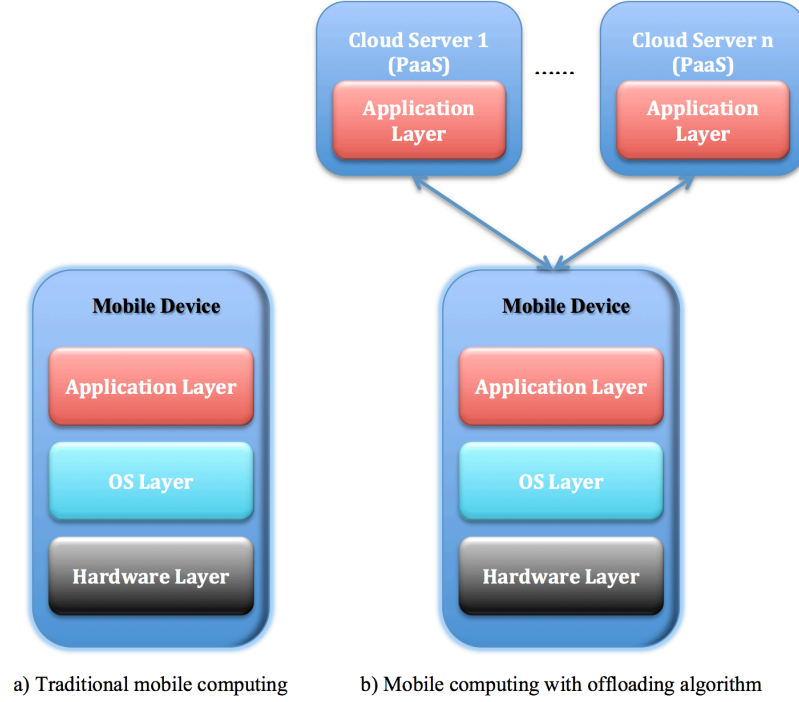 Cloud Server 1
(PaaS)
Application
Layer
......
Cloud Server n
(PaaS)
Application
Layer
Mobile Device
Application Layer
OS Layer
Hardware Layer
Mobile Device
Application Layer
OS Layer
Hardware Layer
a) Traditional mobile computing
b) Mobile computing with offloading algorithm